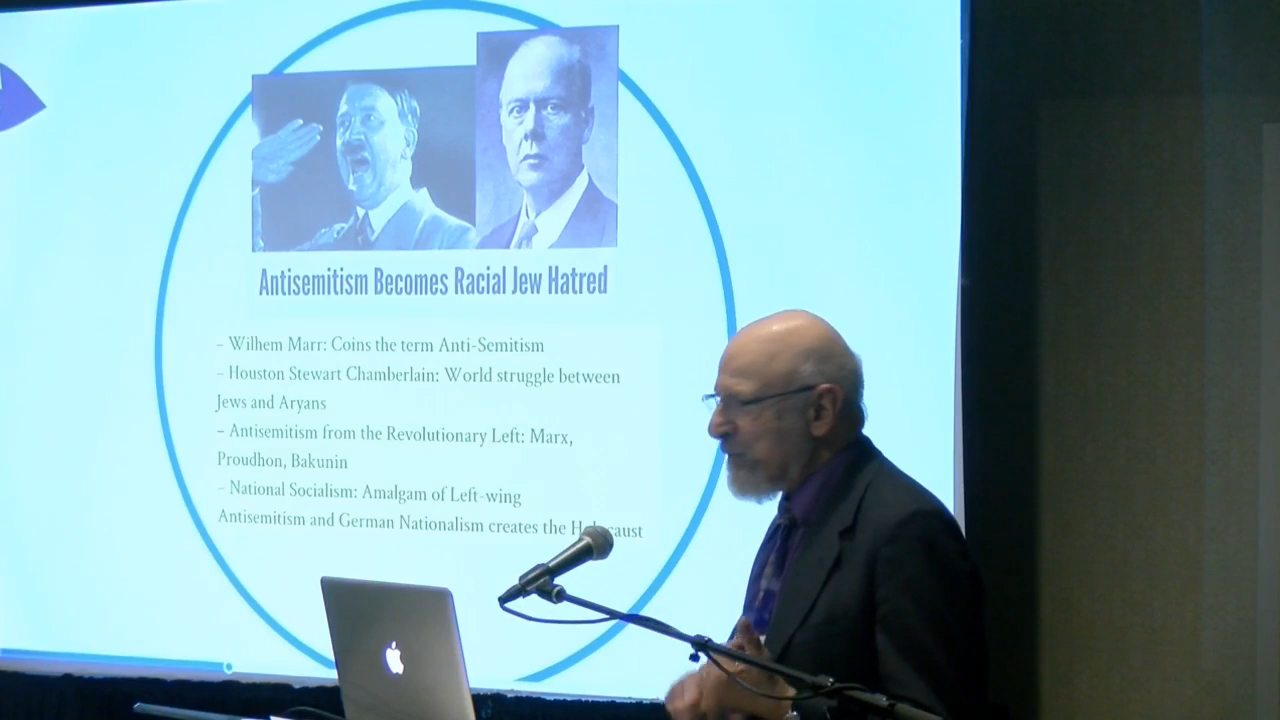 Antisemitism Becomes Racial Jew Hatred
– Wilhem Marr: Coins the term Anti-Semitism
– Houston Stewart Chamberlain: World struggle between
Jews and Aryans
– Antisemitism from the Revolutionary Left: Marx,
Proudhon, Bakunin
– National Socialism: Amalgam of Left-wing
Antisemitism and German Nationalism creates the Holocaust